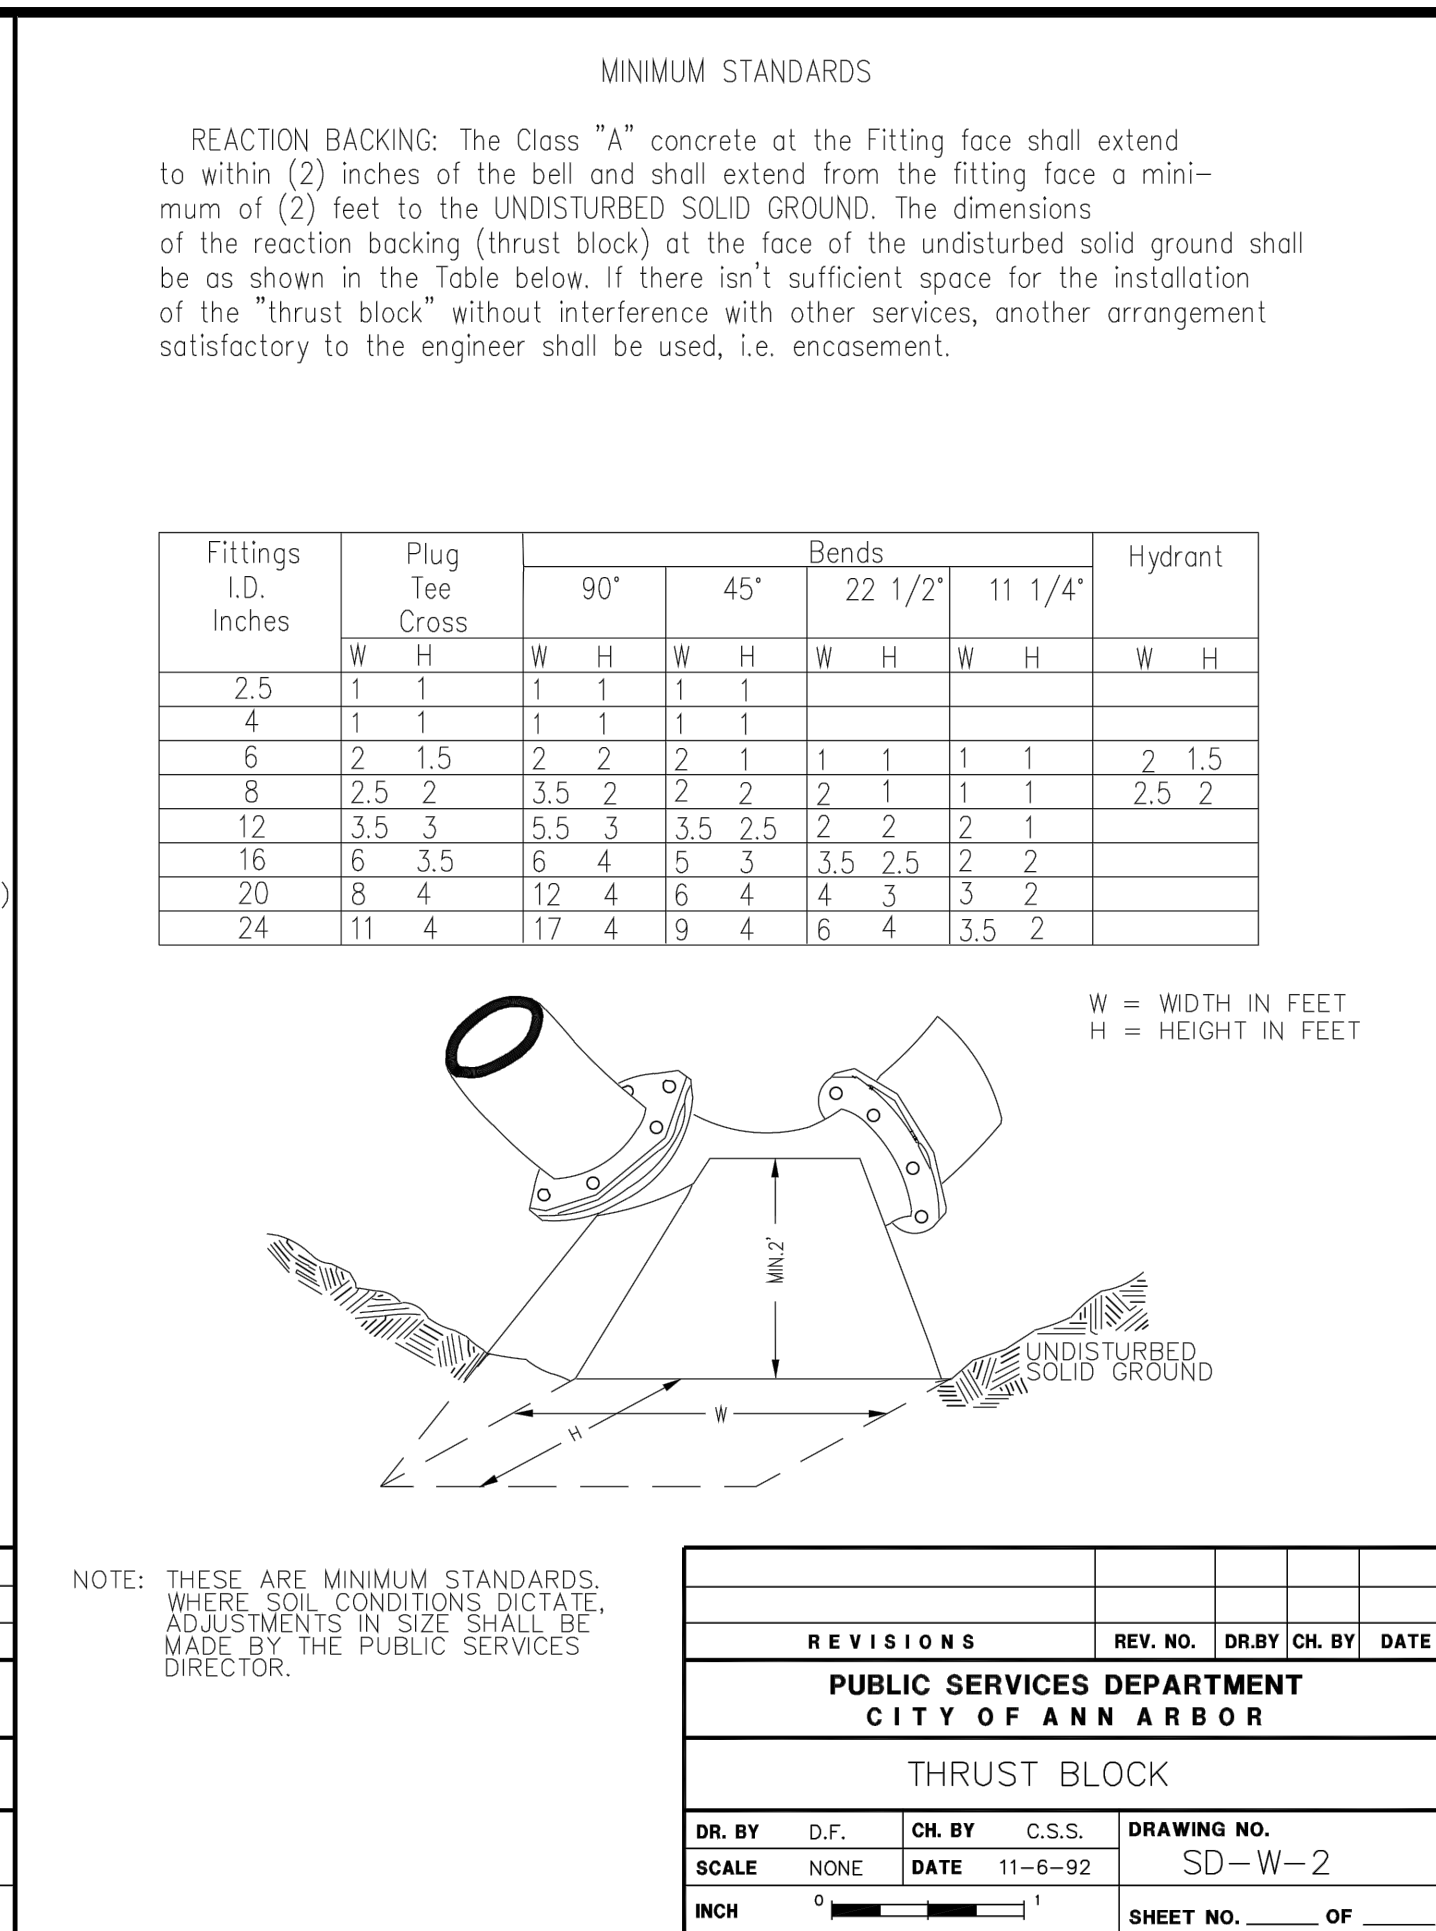 MINIMUM STANDARDS
REACTION BACKING: The Class "A" concrete at the Fitting face shall extend
to within (2) inches of the bell and shall extend from the fitting face a mini-
mum of (2) feet to the UNDISTURBED SOLID GROUND. The dimensions
of the reaction backing (thrust block) at the face of the undisturbed solid ground shall
be as shown in the Table below. If there isn't sufficient space for the installation
of the "thrust block" without interference with other services, another arrangement
satisfactory to the engineer shall be used, i.e. encasement.
Fittings Plug Bends Hydrant
I.D. Tee 90° 45° 22 1/2° 11 1/4°
Inches Cross
W H W H W H W H W H W H
2.5 1 1 1 1 1 1
4 1 1 1 1 1 1
6 2 1.5 2 2 2 1 1 1 1 1 2 1.5
8 2.5 2 3.5 2 2 2 2 1 1 1 2.5 2
12 3.5 3 5.5 3 3.5 2.5 2 2 2 1
16 6 3.5 6 4 5 3 3.5 2.5 2 2
)
20 8 4 12 4 6 4 4 3 3 2
24 11 4 17 4 9 4 6 4 3.5 2
W = WIDTH IN FEET
H = HEIGHT IN FEET
MIN.2'
UNDISTURBED
SOLID GROUND
W
H
NOTE: THESE ARE MINIMUM STANDARDS.
WHERE SOIL CONDITIONS DICTATE,
ADJUSTMENTS IN SIZE SHALL BE
MADE BY THE PUBLIC SERVICES
DIRECTOR.
REVISIONS REV. NO. DR.BY CH. BY DATE
PUBLIC SERVICES DEPARTMENT
CITY OF ANN ARBOR
THRUST BLOCK
DR. BY D.F. CH. BY C.S.S. DRAWING NO.
SCALE NONE DATE 11-6-92 SD-W-2
INCH 0 1 SHEET NO. ______ OF ______